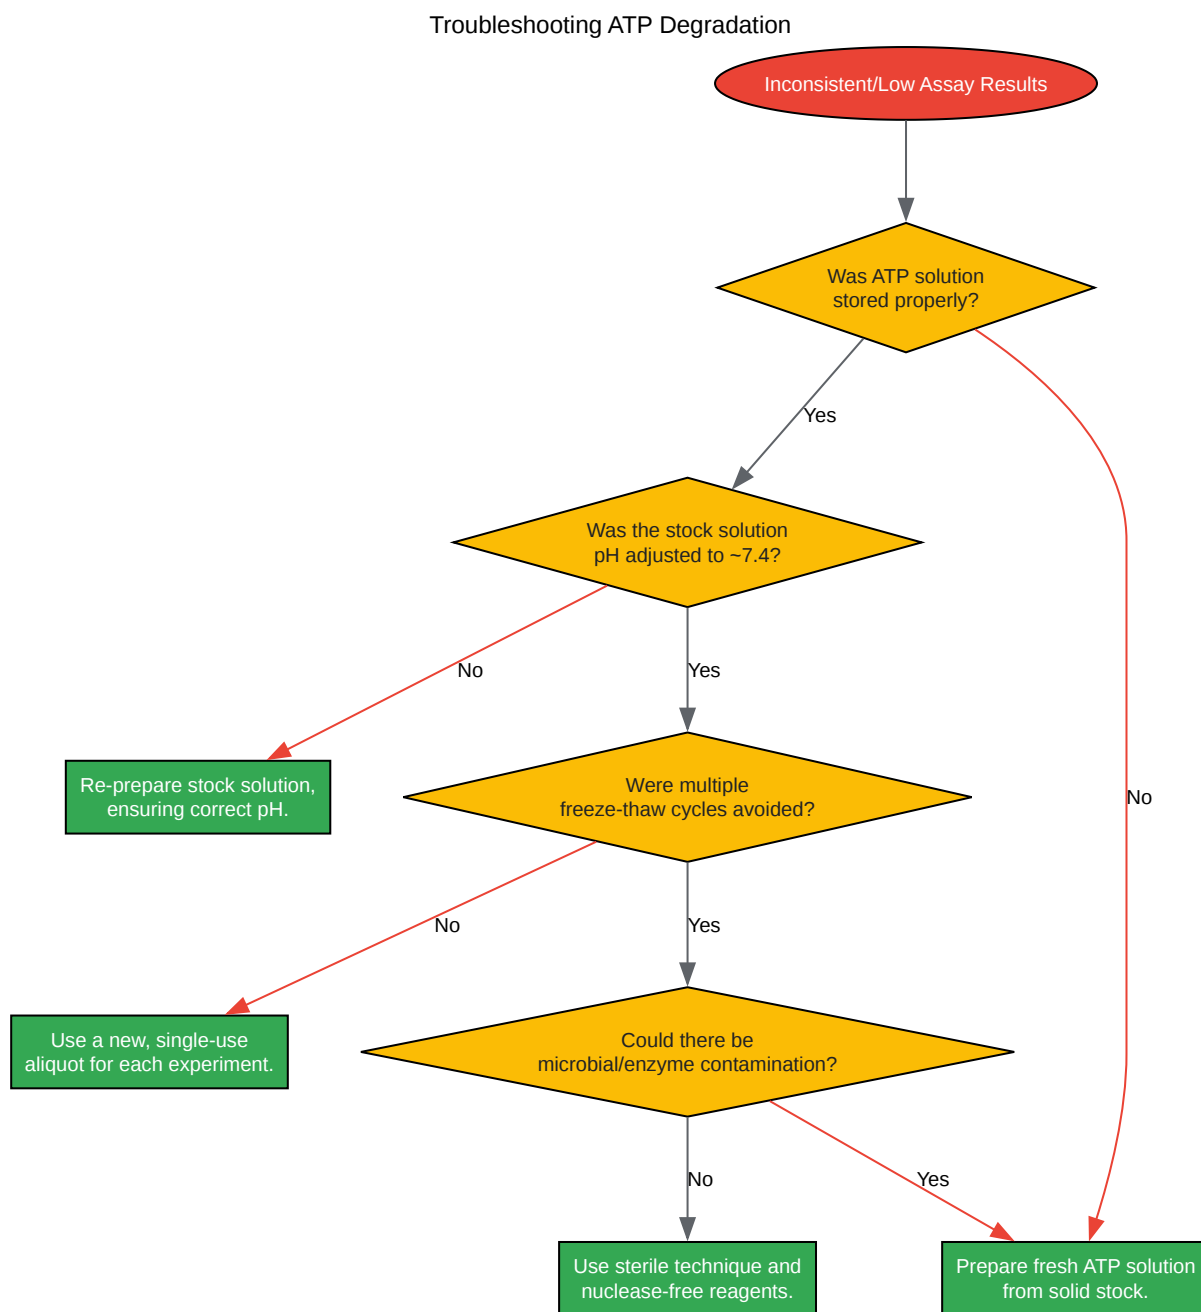 Troubleshooting ATP Degradation
Inconsistent/Low Assay Results
Was ATP solution
stored properly?
Yes
Was the stock solution
pH adjusted to ~7.4?
No
Yes
Re-prepare stock solution,
ensuring correct pH.
Were multiple
freeze-thaw cycles avoided?
No
No
Yes
Use a new, single-use
aliquot for each experiment.
Could there be
microbial/enzyme contamination?
No
Yes
Use sterile technique and
nuclease-free reagents.
Prepare fresh ATP solution
from solid stock.